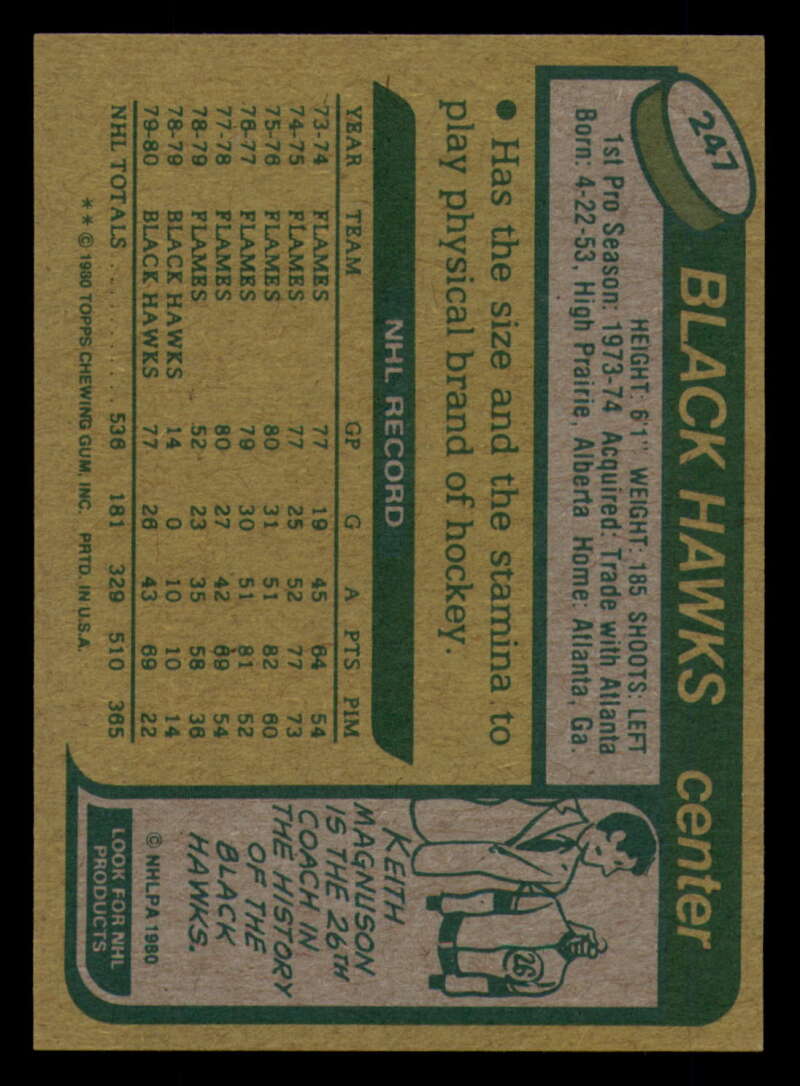 247
BLACK HAWKS center
HEIGHT: 6'1" WEIGHT: 185 SHOOTS: LEFT
1st Pro Season: 1973-74 Acquired: Trade with Atlanta
Born: 4-22-53, High Prairie, Alberta Home: Atlanta, Ga.
• Has the size and the stamina to
play physical brand of hockey.
NHL RECORD
YEAR TEAM GP G A PTS PIM
73-74 FLAMES 77 19 45 64 54
74-75 FLAMES 77 25 52 77 73
75-76 FLAMES 80 31 51 82 60
76-77 FLAMES 79 30 51 81 52
77-78 FLAMES 80 27 42 69 54
78-79 FLAMES 52 23 35 58 36
78-79 BLACK HAWKS 14 0 10 10 14
79-80 BLACK HAWKS 77 26 43 69 22
NHL TOTALS .......... 536 181 329 510 365
* * © 1980 TOPPS CHEWING GUM, INC. PRTD. IN U.S.A.
26
KEITH
MAGNUSON
IS THE 26TH
COACH IN
THE HISTORY
OF THE
BLACK
HAWKS.
© NHLPA 1980
LOOK FOR NHL
PRODUCTS